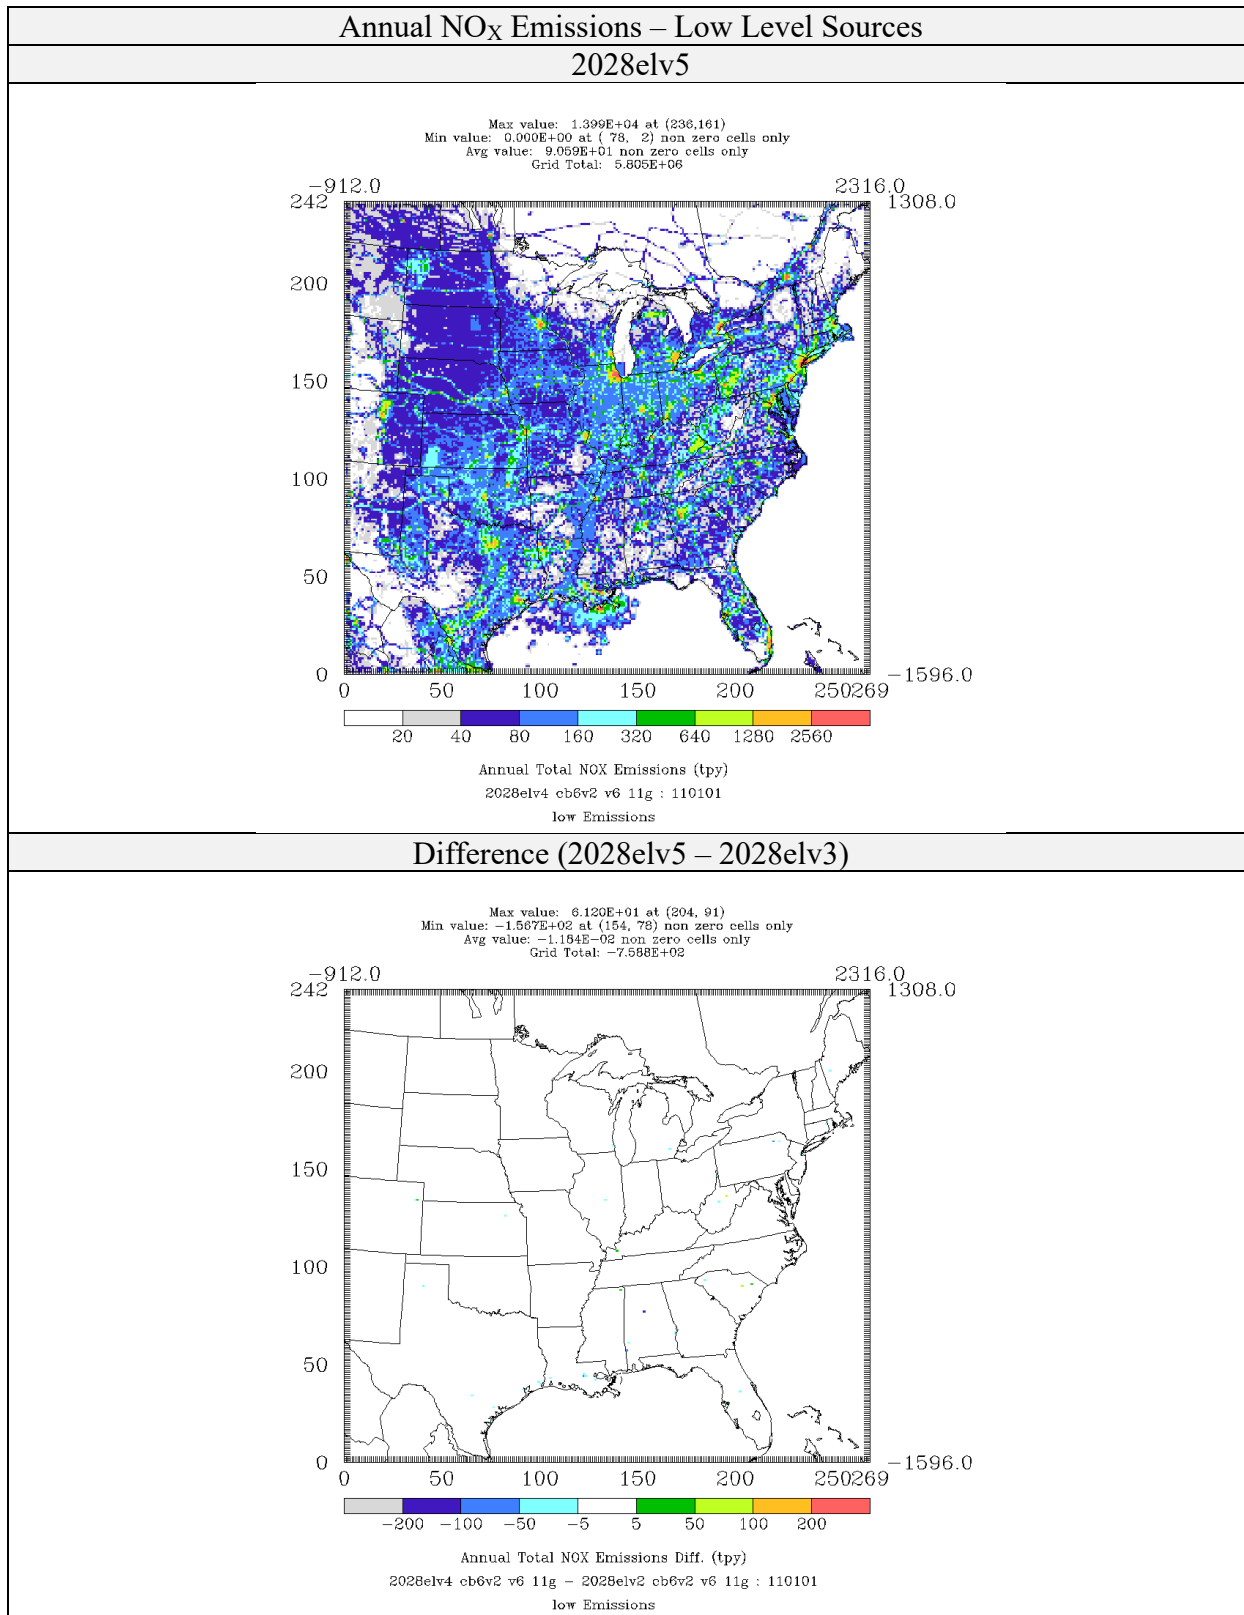 Annual NOX Emissions – Low Level Sources
2028elv5
Max value: 1.399E+04 at (236,161)
Min value: 0.000E+00 at ( 78, 2) non zero cells only
Avg value: 9.059E+01 non zero cells only
Grid Total: 5.805E+06
−912.0 2316.0
242 1308.0
200
150
100
50
0 −1596.0
0 50 100 150 200 250269
20 40 80 160 320 640 1280 2560
Annual Total NOX Emissions (tpy)
2028elv4 cb6v2 v6 11g : 110101
low Emissions
Difference (2028elv5 – 2028elv3)
Max value: 6.120E+01 at (204, 91)
Min value: −1.567E+02 at (154, 78) non zero cells only
Avg value: −1.184E−02 non zero cells only
Grid Total: −7.588E+02
−912.0 2316.0
242 1308.0
200
150
100
50
0 −1596.0
0 50 100 150 200 250269
−200 −100 −50 −5 5 50 100 200
Annual Total NOX Emissions Diff. (tpy)
2028elv4 cb6v2 v6 11g − 2028elv2 cb6v2 v6 11g : 110101
low Emissions